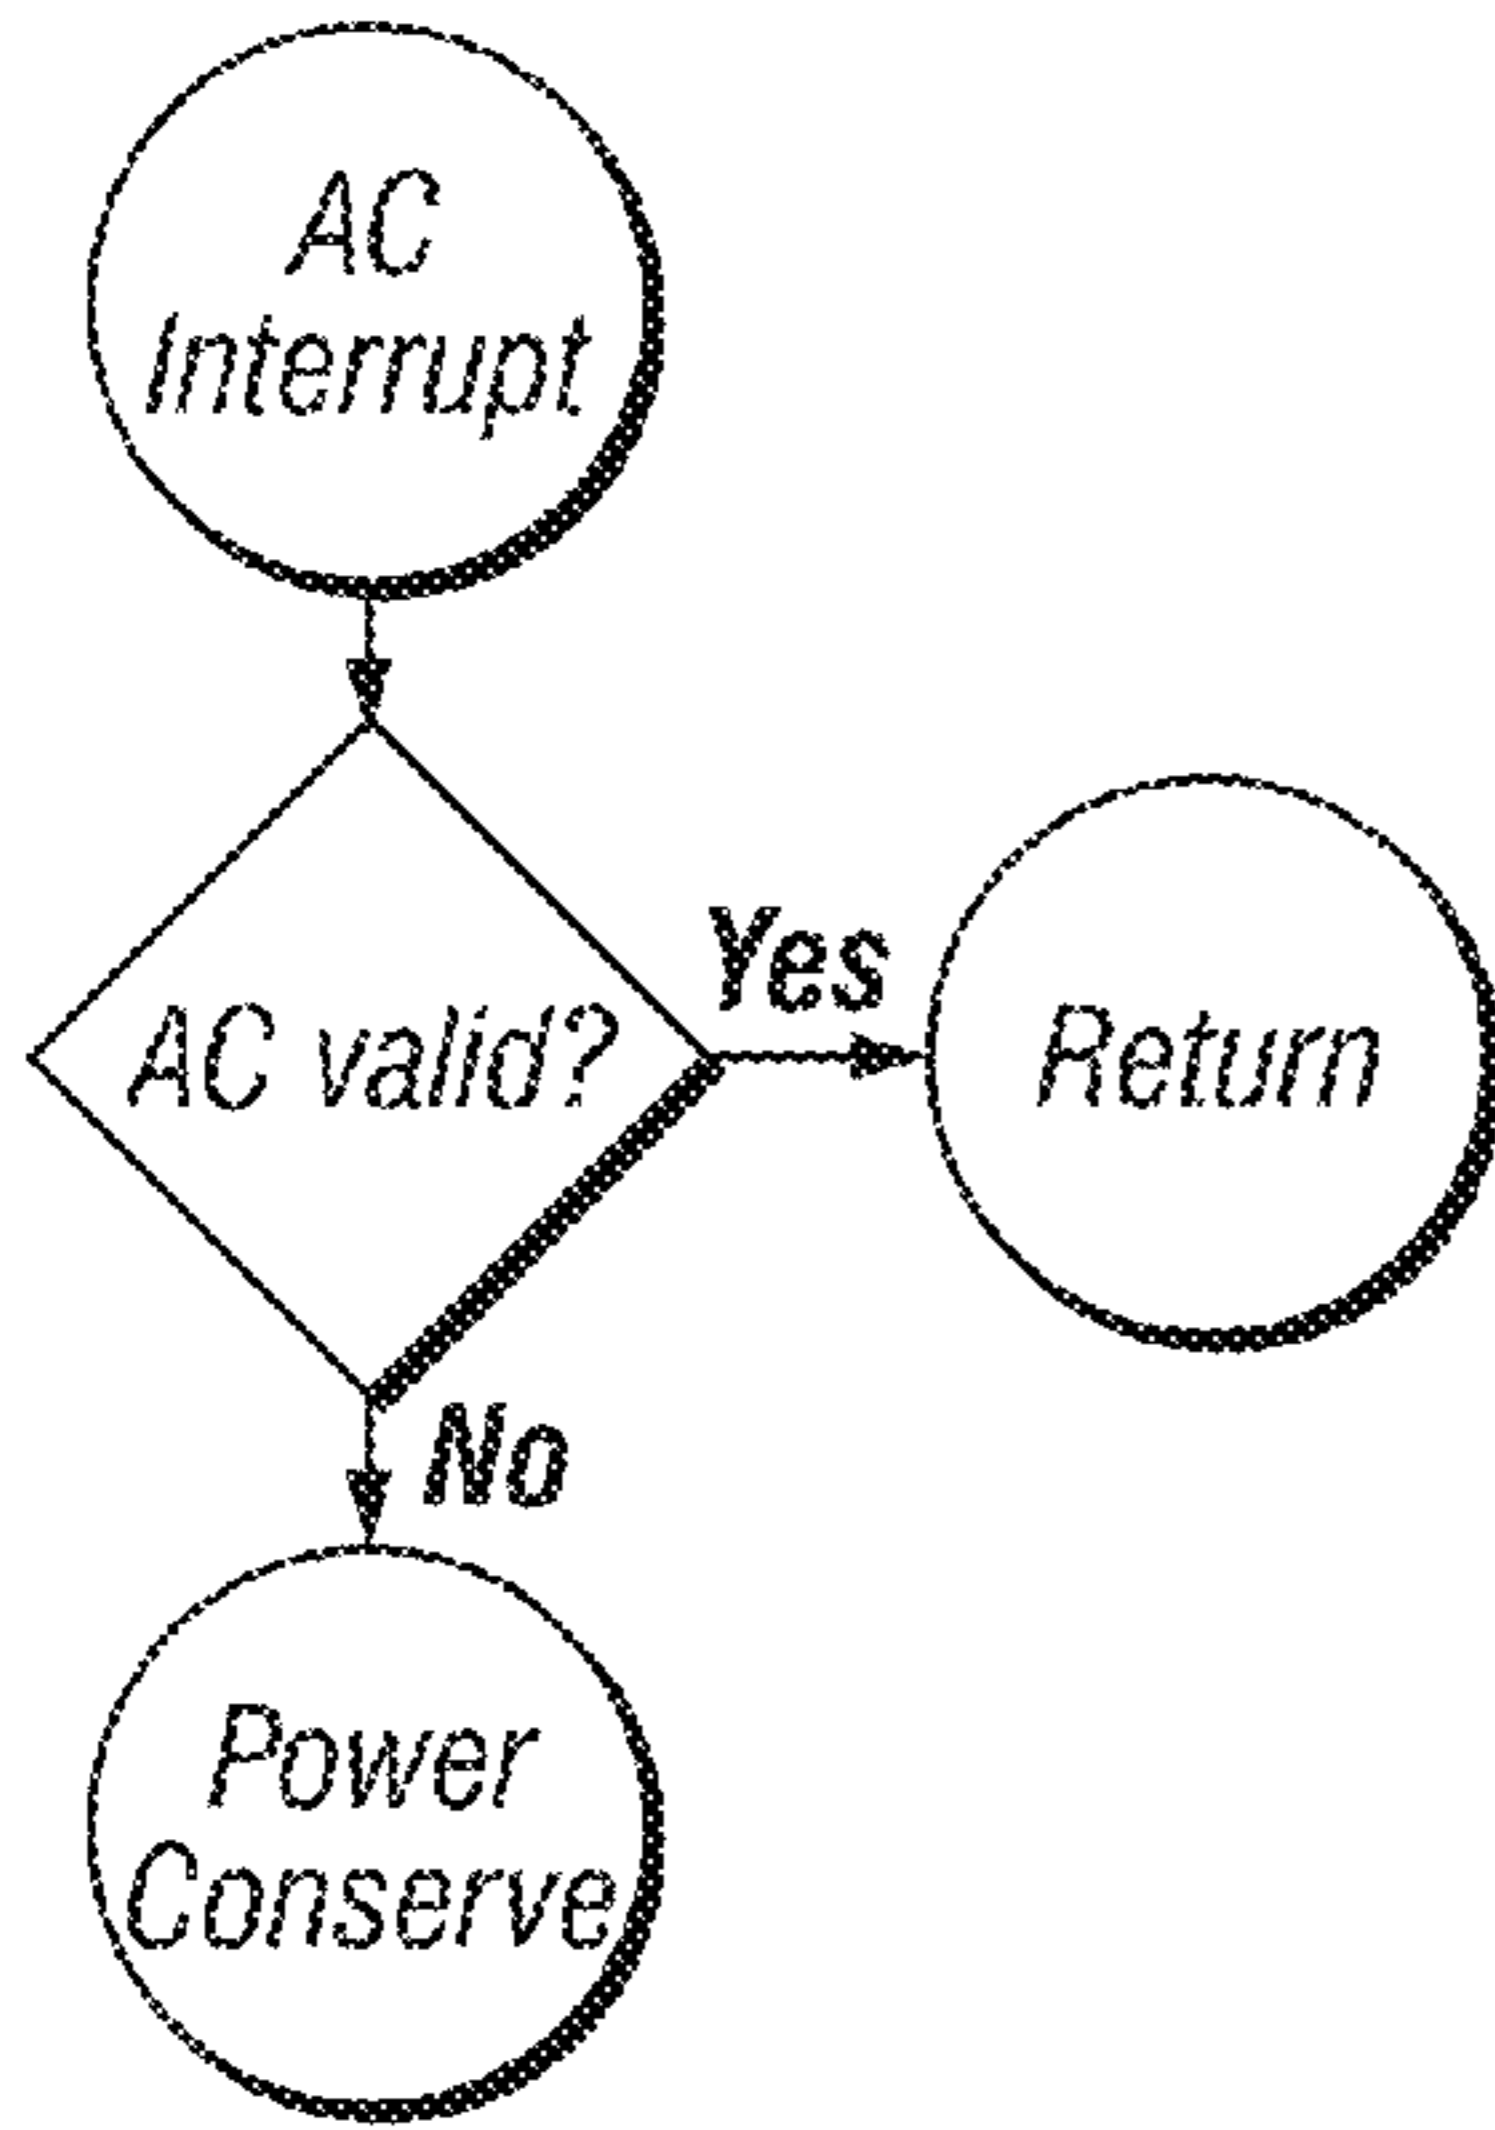 AC
Interrupt
AC valid?
Yes
Return
No
Power
Conserve